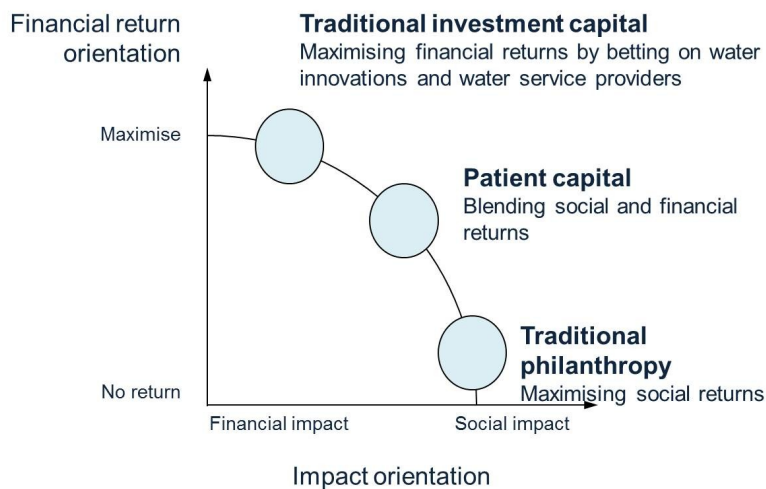 Financial return
orientation
Traditional investment capital
Maximising financial returns by betting on water
innovations and water service providers
Maximise
Patient capital
Blending social and financial
returns
Traditional
philanthropy
Maximising social returns
No return
Financial impact
Social impact
Impact orientation